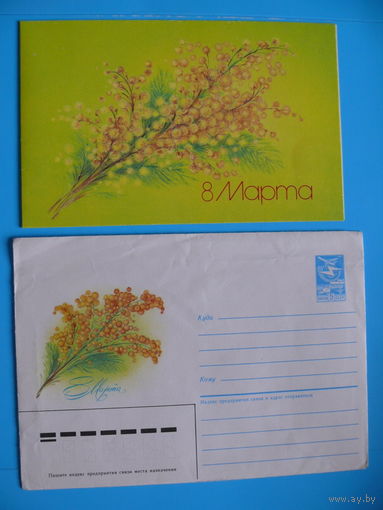 8 Марта
8 Марта
Куда
Кому
Индекс предприятия связи и адрес отправителя
Пишите индекс предприятия связи места назначения
www.ay.by